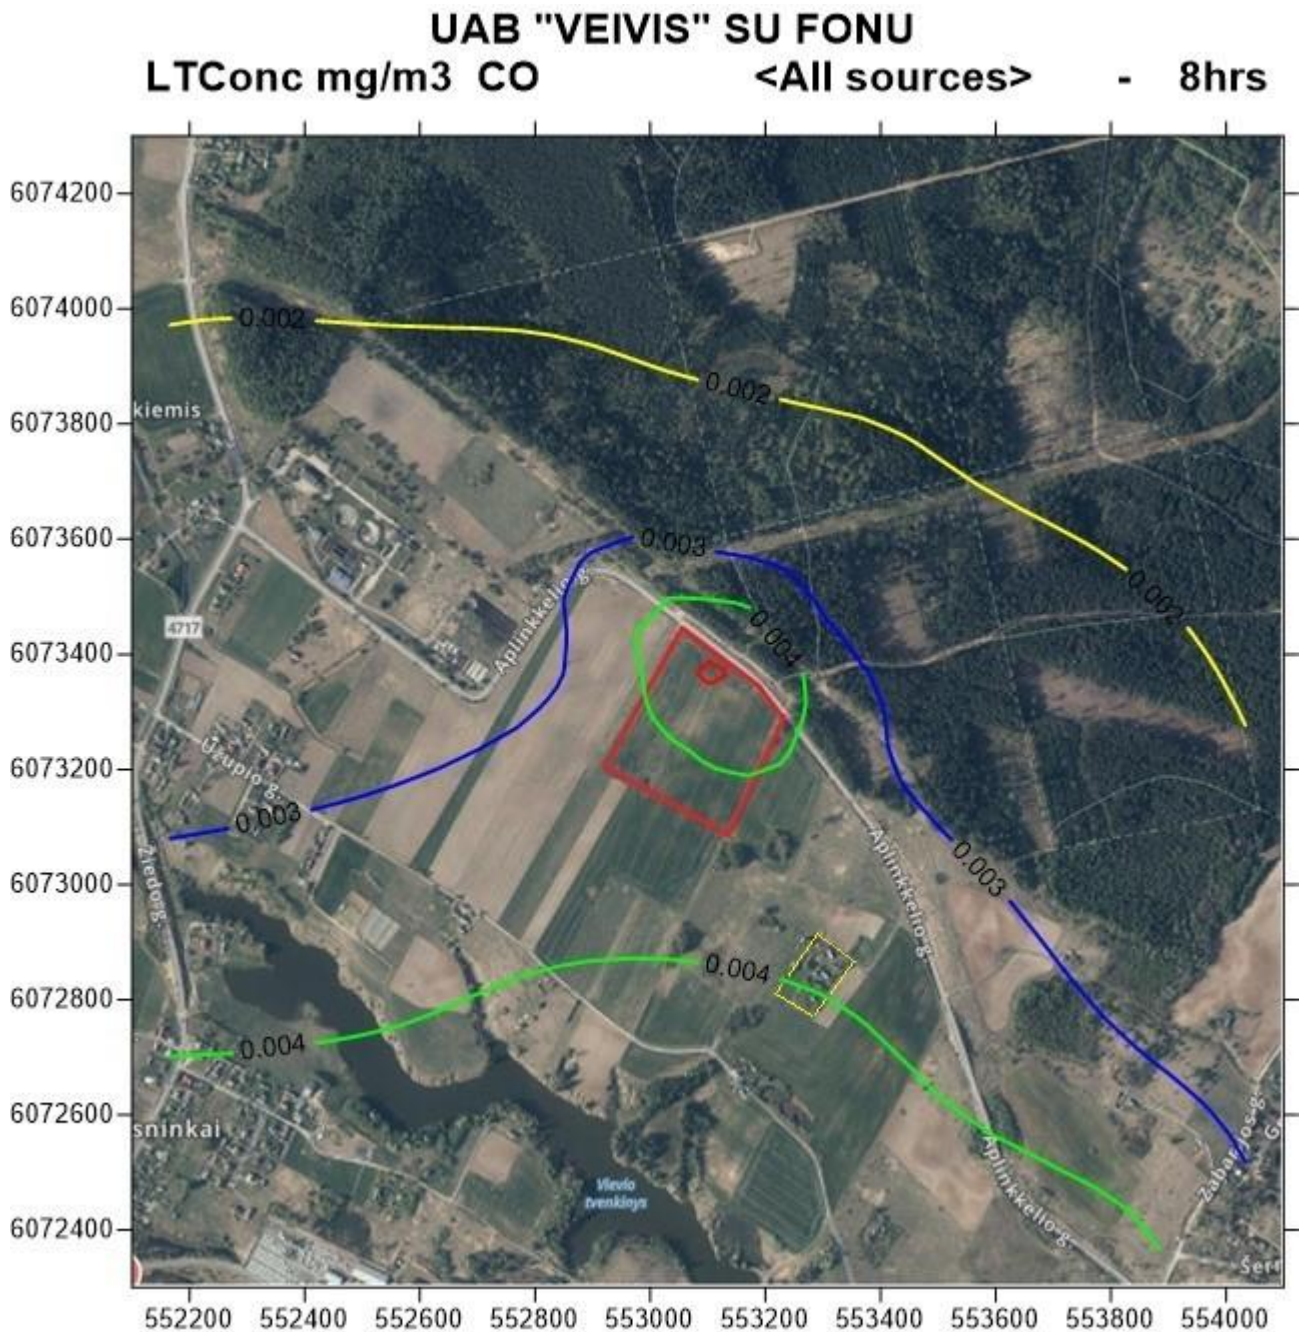 UAB "VEIVIS" SU FONU
LTConc mg/m3 CO <All sources> - 8hrs
6074200
6074000
0.002
0.002
6073800
kiemis
6073600
0.003
0.002
4717
Aplinkkelio g.
0.004
6073400
Užupio g.
6073200
0.003
Aplinkkelio g.
0.003
6073000
Žiedo g.
0.004
6072800
0.004
6072600
sninkai
Aplinkkelio g.
Vievio
tvenkinys
6072400
552200 552400 552600 552800 553000 553200 553400 553600 553800 554000